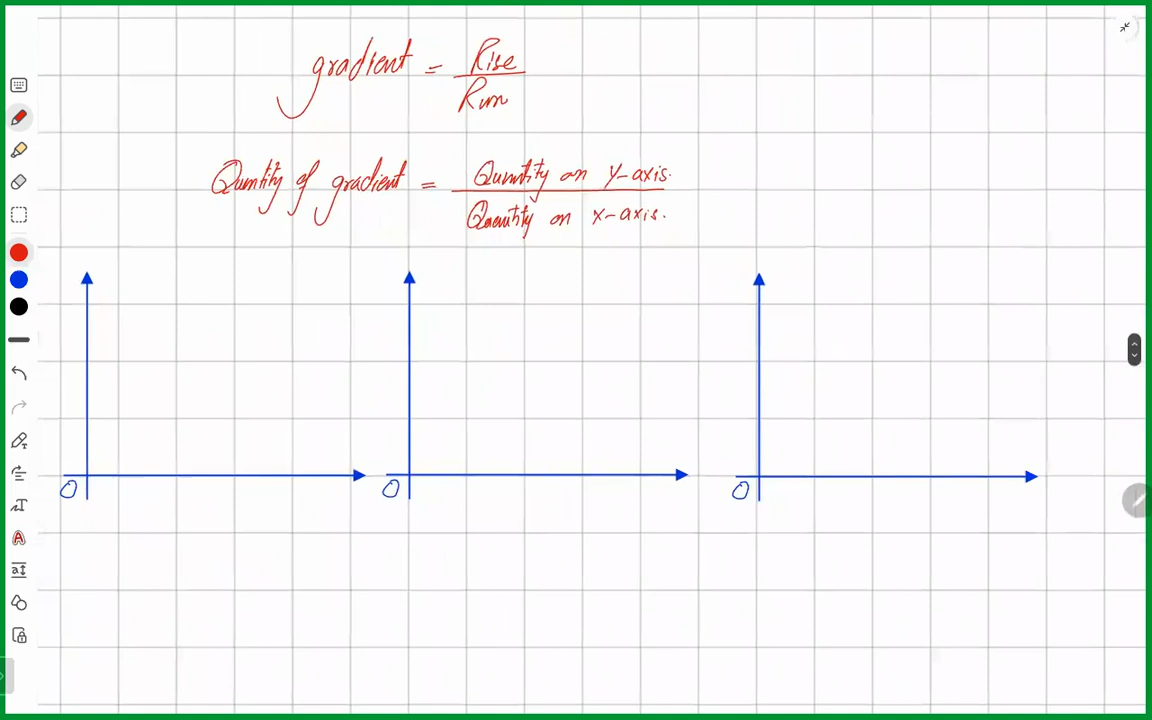 gradient = Rise / Run
Quantity of gradient = Quantity on y-axis. / Quantity on x-axis.
O O O